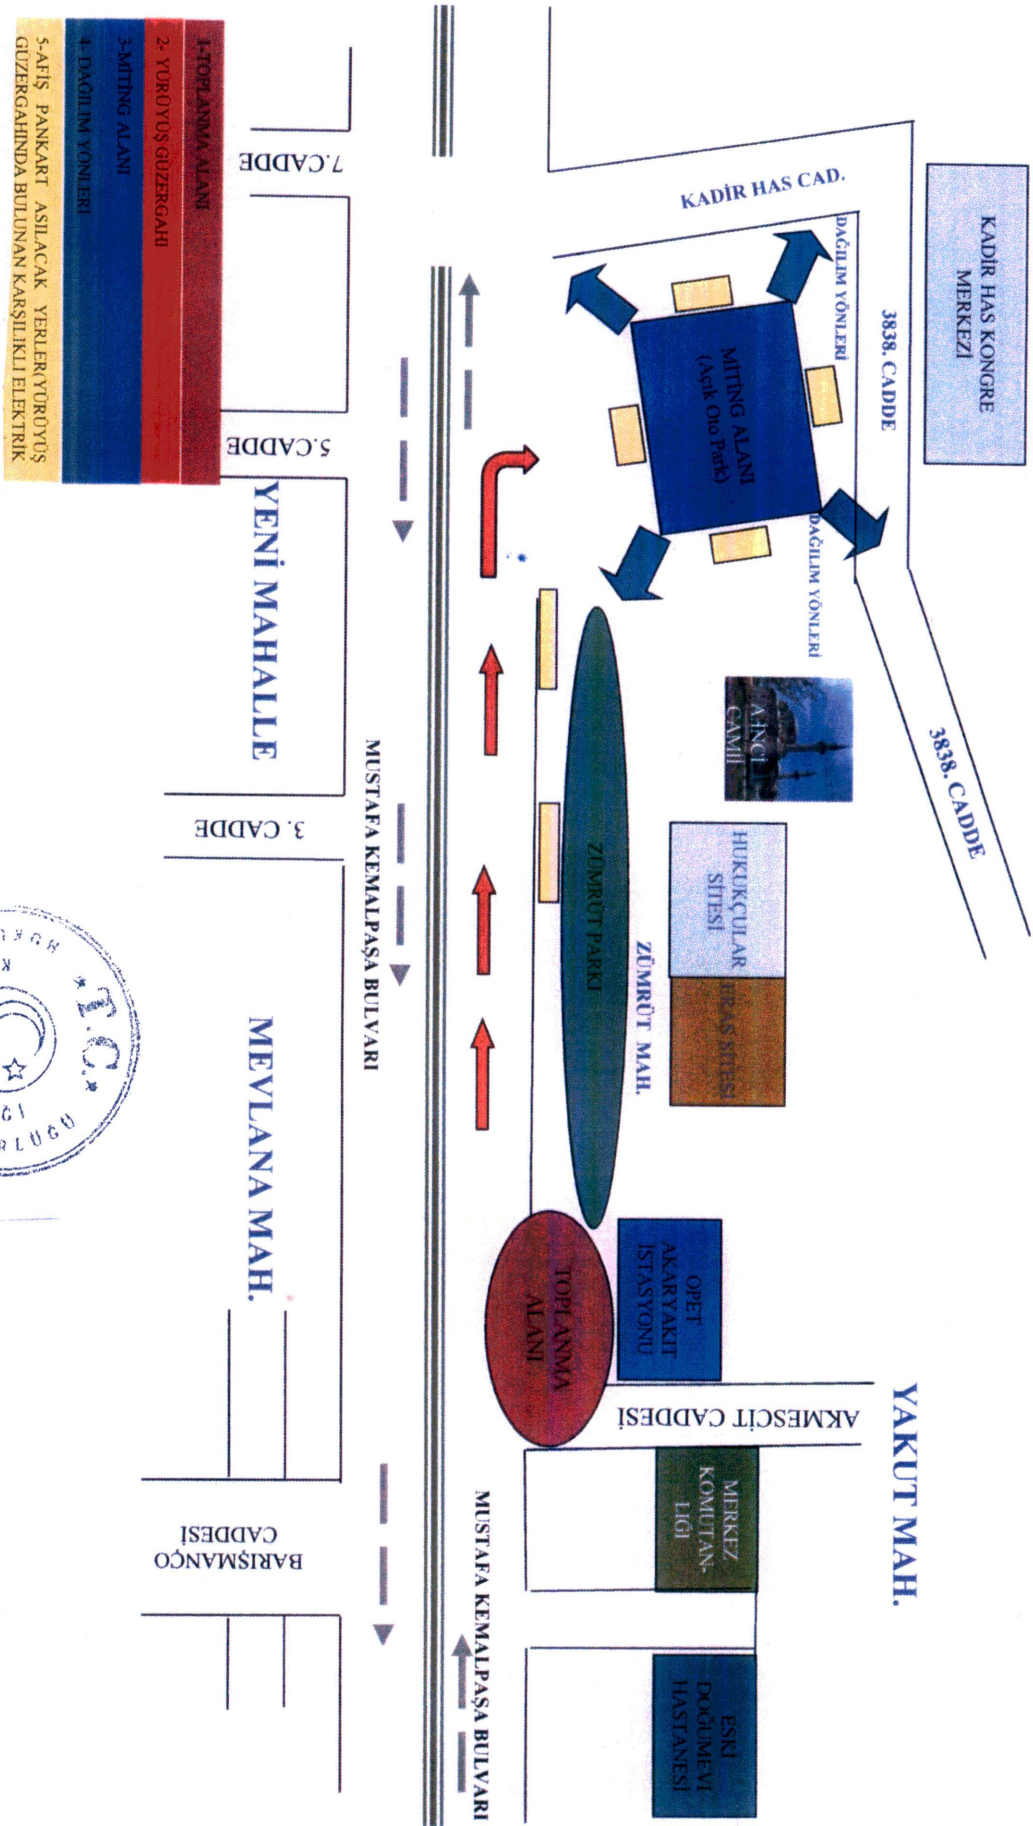 KADİR HAS KONGRE
MERKEZİ
KADİR HAS CAD.
3838. CADDE
3838. CADDE
DAĞILIM YÖNLERİ
DAĞILIM YÖNLERİ
MİTİNG ALANI
(Açık Oto Park)
CAMİİ
HUKUKÇULAR
SİTESİ
SİTESİ
ZÜMRÜT MAH.
ZÜMRÜT PARKI
OPET
AKARYAKIT
İSTASYONU
TOPLANMA
ALANI
YAKUT MAH.
AKMESCİT CADDESİ
MERKEZ
KOMUTAN-
LIĞI
ESKİ
DOĞUMEVİ
HASTANESİ
MUSTAFA KEMALPAŞA BULVARI
MUSTAFA KEMALPAŞA BULVARI
7.CADDE
5.CADDE
YENİ MAHALLE
3. CADDE
MEVLANA MAH.
BARIŞMANÇO
CADDESİ
1-TOPLANMA ALANI
2- YÜRÜYÜŞ GÜZERGAHI
3-MİTİNG ALANI
4- DAĞILIM YÖNLERİ
5-AFİŞ PANKART ASILACAK YERLER(YÜRÜYÜŞ
GÜZERGAHINDA BULUNAN KARŞILIKLI ELEKTRİK
T.C.